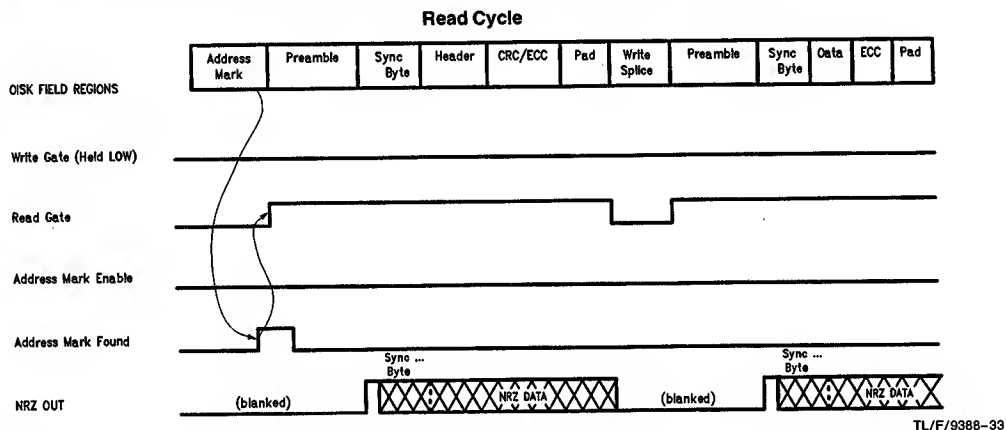 Read Cycle
Address Mark
Preamble
Sync Byte
Header
CRC/ECC
Pad
Write Splice
Preamble
Sync Byte
Oata
ECC
Pad
OISK FIELD REGIONS
Write Gate (Held LOW)
Read Gate
Address Mark Enable
Address Mark Found
Sync ...
Byte
Sync ...
Byte
NRZ OUT
(blanked)
NRZ DATA
(blanked)
NRZ DATA
TL/F/9388-33